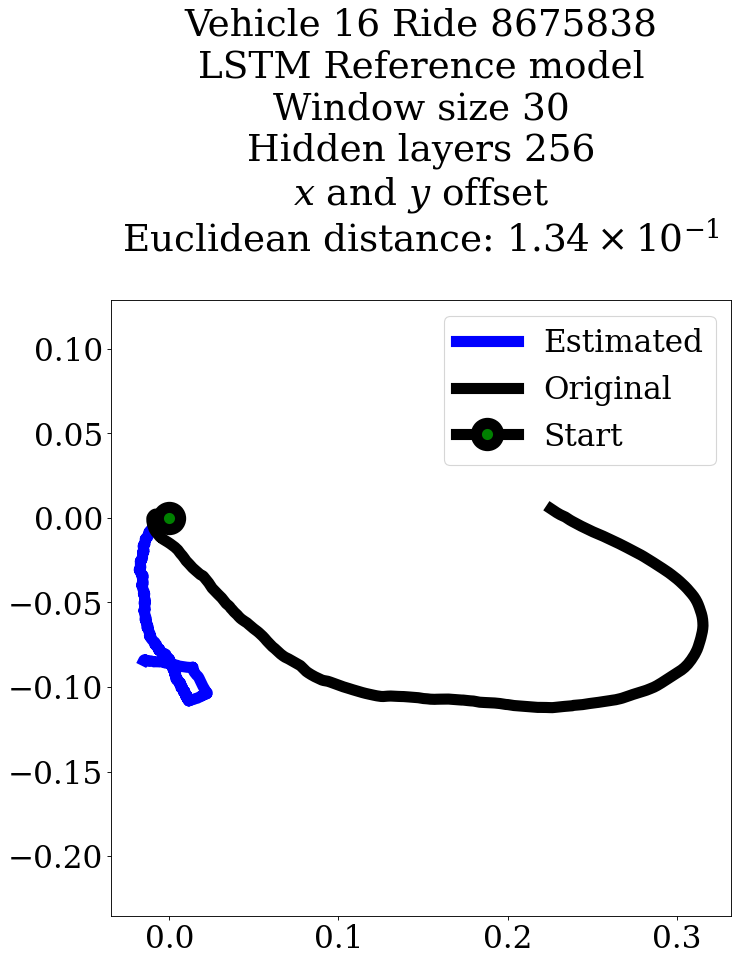 Vehicle 16 Ride 8675838
LSTM Reference model
Window size 30
Hidden layers 256
x and y offset
Euclidean distance: 1.34 × 10⁻¹
Estimated
Original
Start
0.10
0.05
0.00
−0.05
−0.10
−0.15
−0.20
0.0 0.1 0.2 0.3